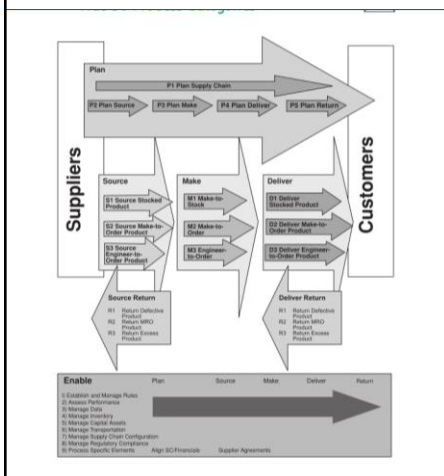 Plan
P1 Plan Supply Chain
P2 Plan Source
P3 Plan Make
P4 Plan Deliver
P5 Plan Return
Suppliers
Customers
Source
S1 Source Stocked
Product
S2 Source Make-to-
Order Product
S3 Source
Engineer-to-
Order Product
Make
M1 Make-to-
Stock
M2 Make-to-
Order
M3 Engineer-
to-Order
Deliver
D1 Deliver
Stocked Product
D2 Deliver Make-to-
Order Product
D3 Deliver Engineer-
to-Order Product
Source Return
R1 Return Defective
Product
R2 Return MRO
Product
R3 Return Excess
Product
Deliver Return
R1 Return Defective
Product
R2 Return MRO
Product
R3 Return Excess
Product
Enable Plan Source Make Deliver Return
1) Establish and Manage Rules
2) Assess Performance
3) Manage Data
4) Manage Inventory
5) Manage Capital Assets
6) Manage Transportation
7) Manage Supply Chain Configuration
8) Manage Regulatory Compliance
9) Process Specific Elements Align SC/Financials Supplier Agreements